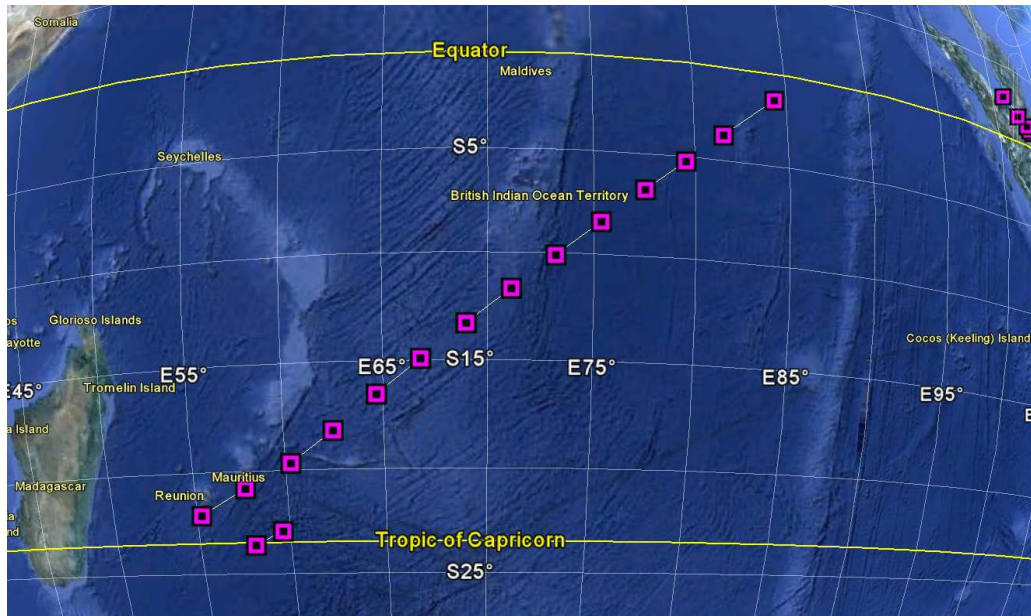 Somalia
Equator
Maldives
S5°
Seychelles
British Indian Ocean Territory
Glorioso Islands
ayotte
Cocos (Keeling) Island
E45°
E55°
E65°
S15°
E75°
E85°
E95°
Tromelin Island
a Island
Madagascar
Mauritius
Reunion
Tropic of Capricorn
S25°